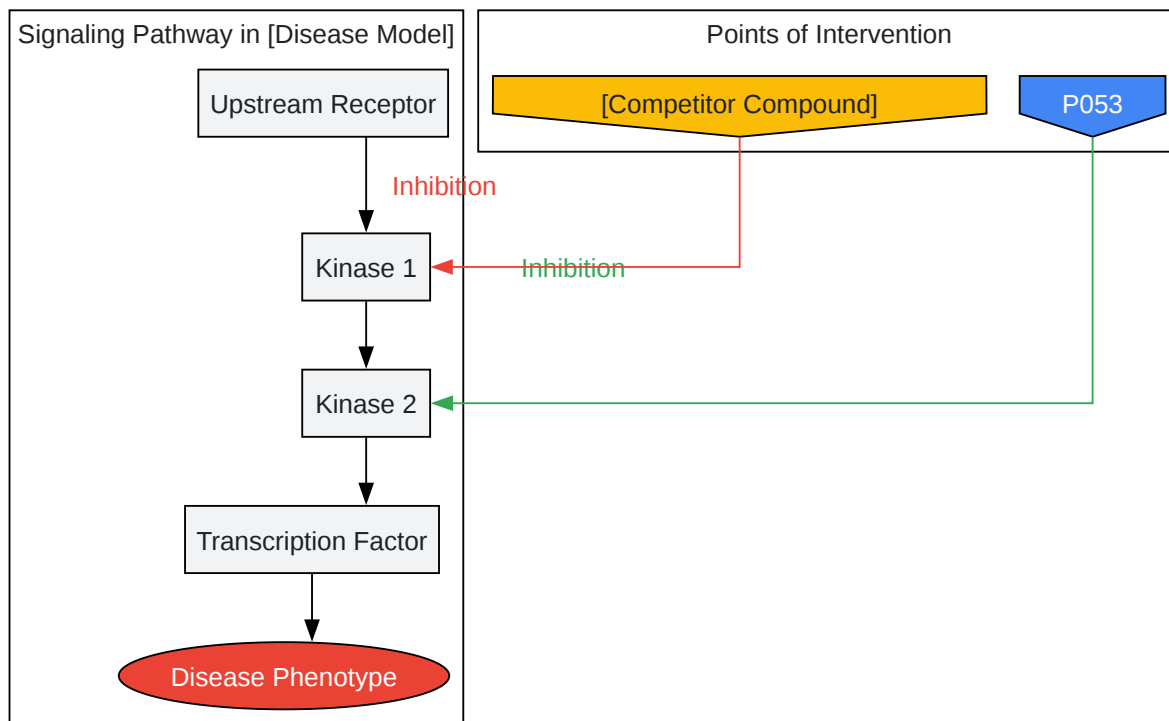 Signaling Pathway in [Disease Model]
Points of Intervention
Upstream Receptor
[Competitor Compound]
P053
Inhibition
Kinase 1
Inhibition
Kinase 2
Transcription Factor
Disease Phenotype